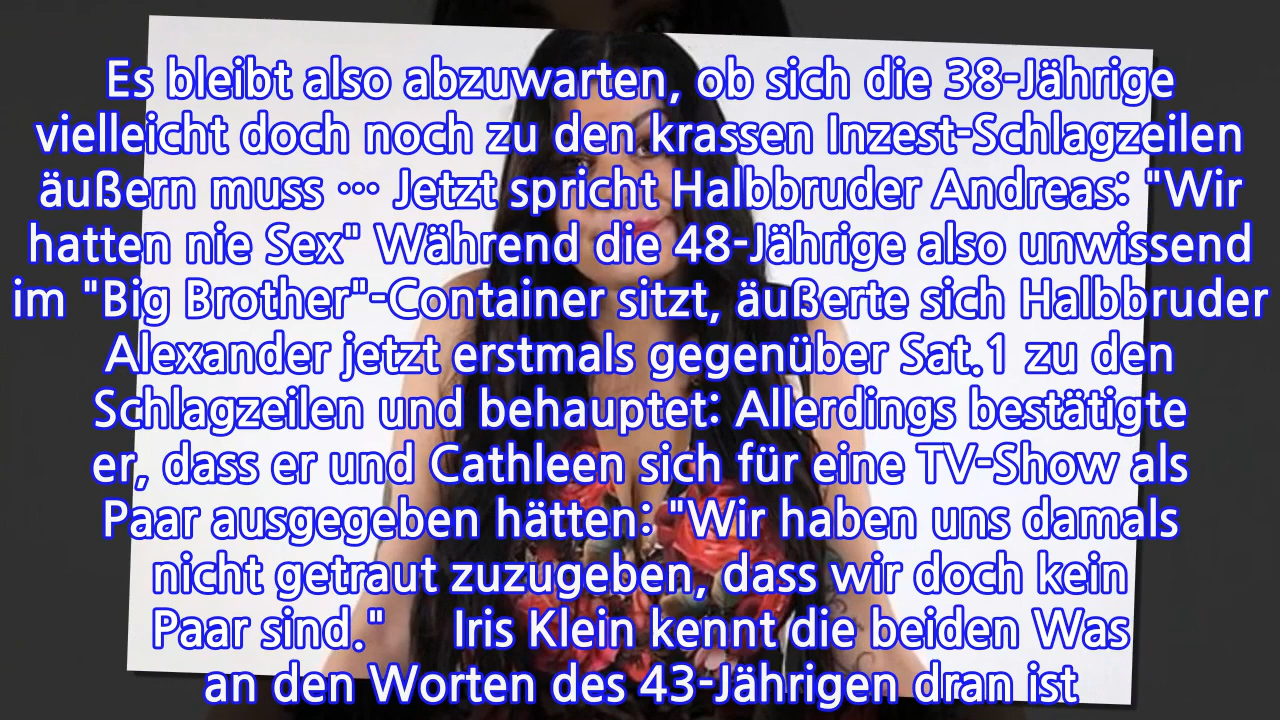 Es bleibt also abzuwarten, ob sich die 38-Jährige
vielleicht doch noch zu den krassen Inzest-Schlagzeilen
äußern muss ··· Jetzt spricht Halbbruder Andreas: "Wir
hatten nie Sex" Während die 48-Jährige also unwissend
im "Big Brother"-Container sitzt, äußerte sich Halbbruder
Alexander jetzt erstmals gegenüber Sat.1 zu den
Schlagzeilen und behauptet: Allerdings bestätigte
er, dass er und Cathleen sich für eine TV-Show als
Paar ausgegeben hätten: "Wir haben uns damals
nicht getraut zuzugeben, dass wir doch kein
Paar sind."     Iris Klein kennt die beiden Was
an den Worten des 43-Jährigen dran ist